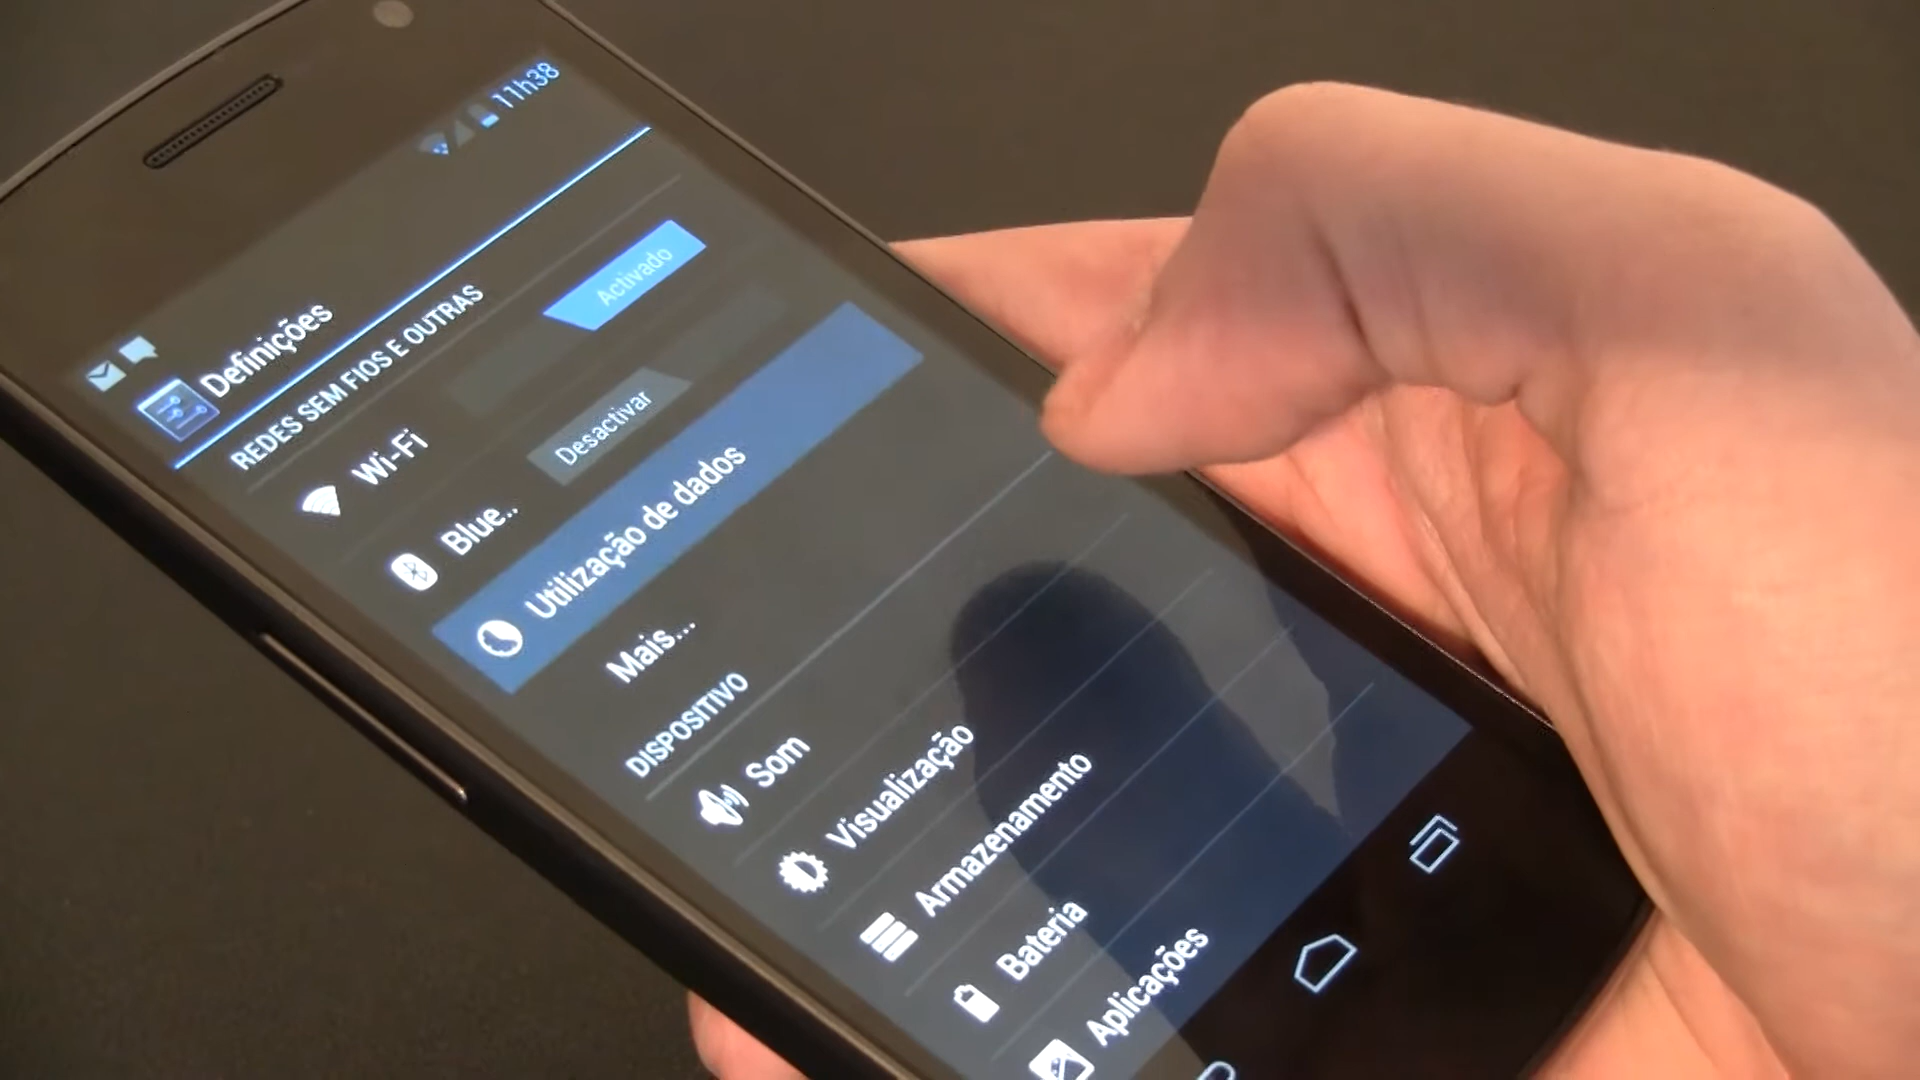 11h38
Definições
REDES SEM FIOS E OUTRAS
Wi-Fi
Activado
Blue..
Desactivar
Utilização de dados
Mais...
DISPOSITIVO
Som
Visualização
Armazenamento
Bateria
Aplicações